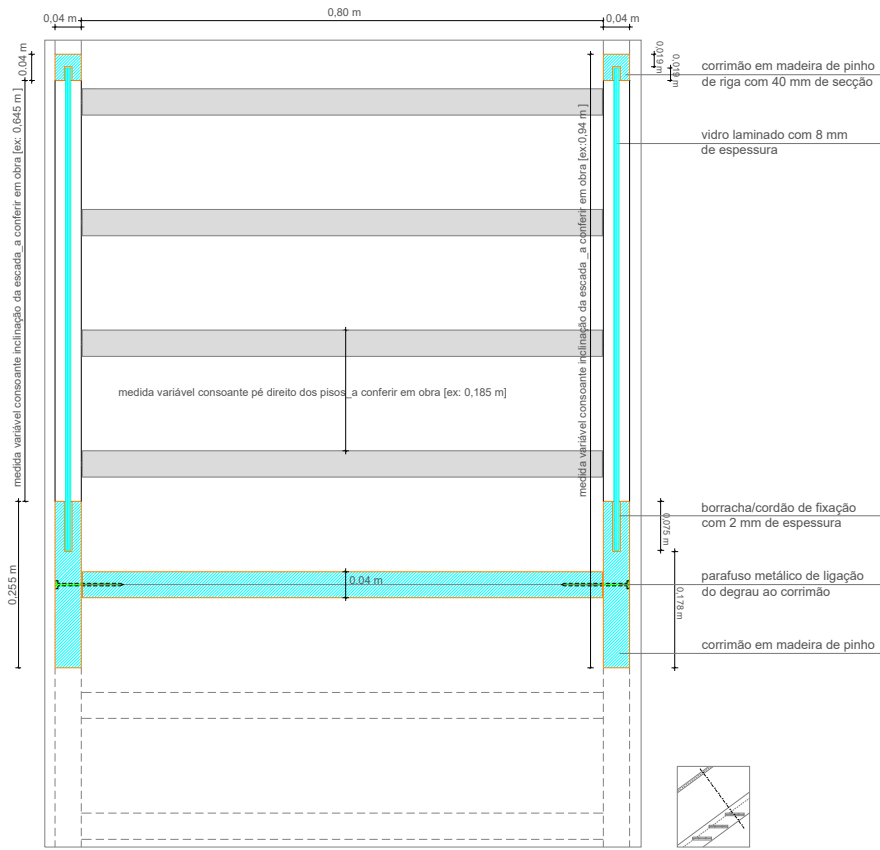 0,80 m
0,04 m
0,04 m
0.04 m
0,019 m
0,019 m
corrimão em madeira de pinho
de riga com 40 mm de secção
vidro laminado com 8 mm
de espessura
medida variável consoante inclinação da escada_a conferir em obra [ex: 0,645 m]
medida variável consoante inclinação da escada _a conferir em obra [ex:0,94 m ]
medida variável consoante pé direito dos pisos_a conferir em obra [ex: 0,185 m]
borracha/cordão de fixação
com 2 mm de espessura
0,075 m
0,255 m
0.04 m
parafuso metálico de ligação
do degrau ao corrimão
0,178 m
corrimão em madeira de pinho